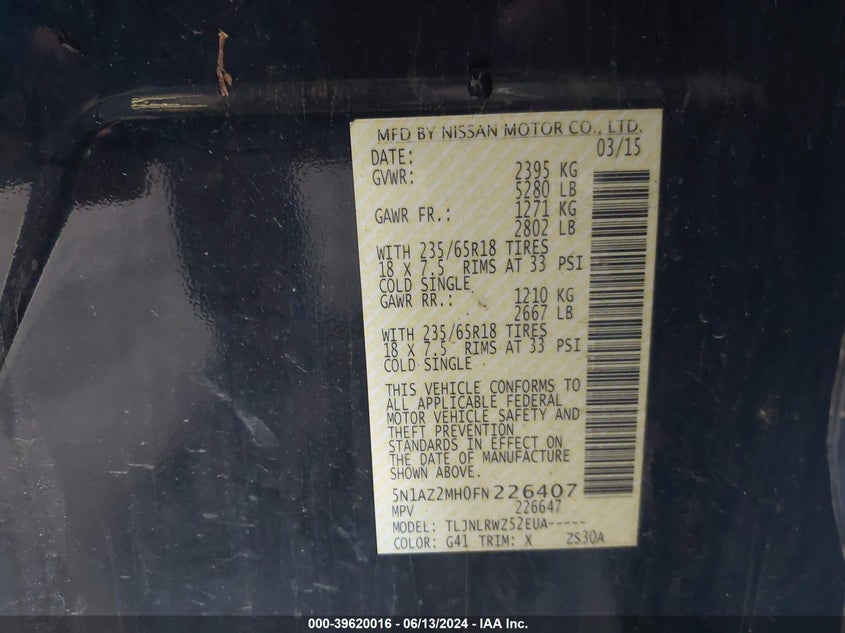 MFD BY NISSAN MOTOR CO., LTD.
DATE: 03/15
GVWR: 2395 KG
5280 LB
GAWR FR.: 1271 KG
2802 LB
WITH 235/65R18 TIRES
18 X 7.5 RIMS AT 33 PSI
COLD SINGLE
GAWR RR.: 1210 KG
2667 LB
WITH 235/65R18 TIRES
18 X 7.5 RIMS AT 33 PSI
COLD SINGLE
THIS VEHICLE CONFORMS TO
ALL APPLICABLE FEDERAL
MOTOR VEHICLE SAFETY AND
THEFT PREVENTION
STANDARDS IN EFFECT ON
THE DATE OF MANUFACTURE
SHOWN ABOVE.
5N1AZ2MH0FN226407
MPV 226647
MODEL: TLJNLRWZ52EUA-----
COLOR: G41 TRIM: X ZS30A
000-39620016 - 06/13/2024 - IAA Inc.